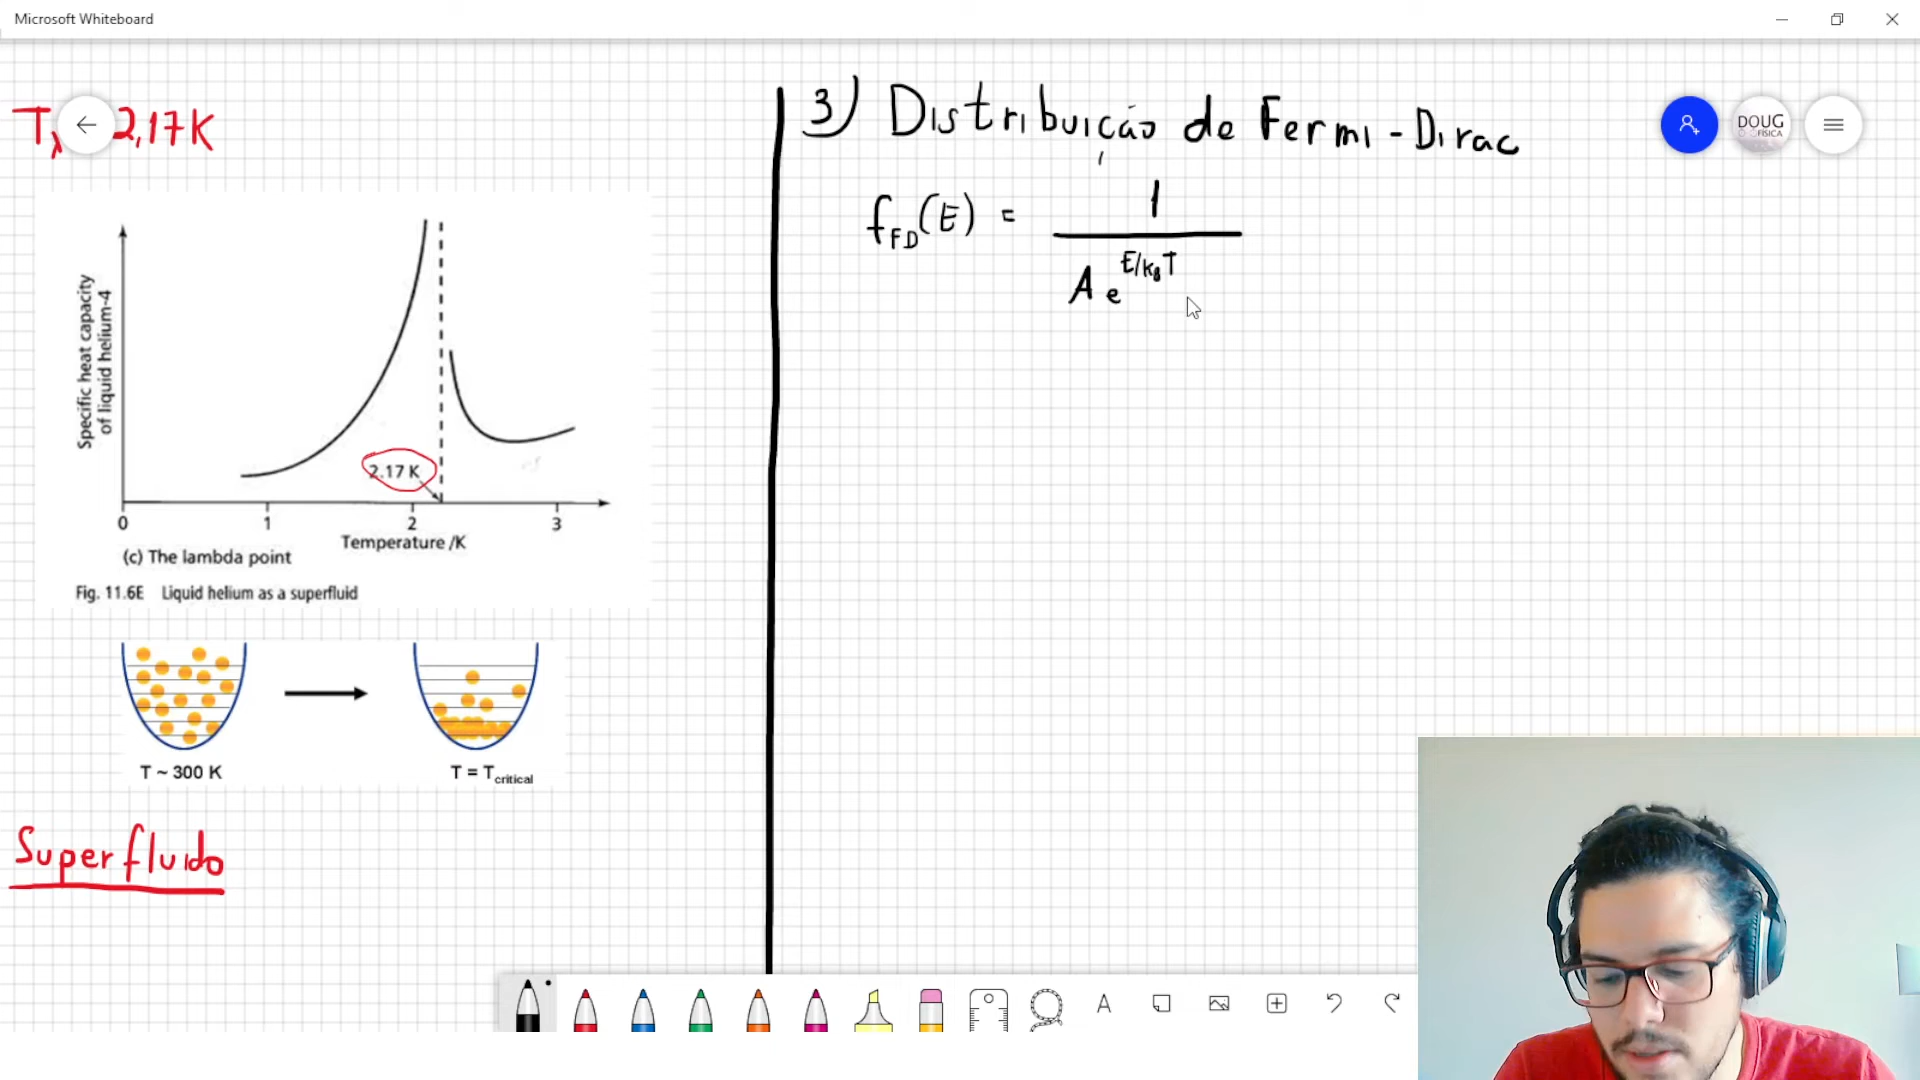 Microsoft Whiteboard
Tλ 2,17K
Specific heat capacity
of liquid helium-4
2.17 K
0 1 2 3
Temperature /K
(c) The lambda point
Fig. 11.6E Liquid helium as a superfluid
T ~ 300 K
T = Tcritical
Superfluido
3) Distribuição de Fermi - Dirac
fFD(E) = 1
A e E/kBT
DOUG
FÍSICA
A